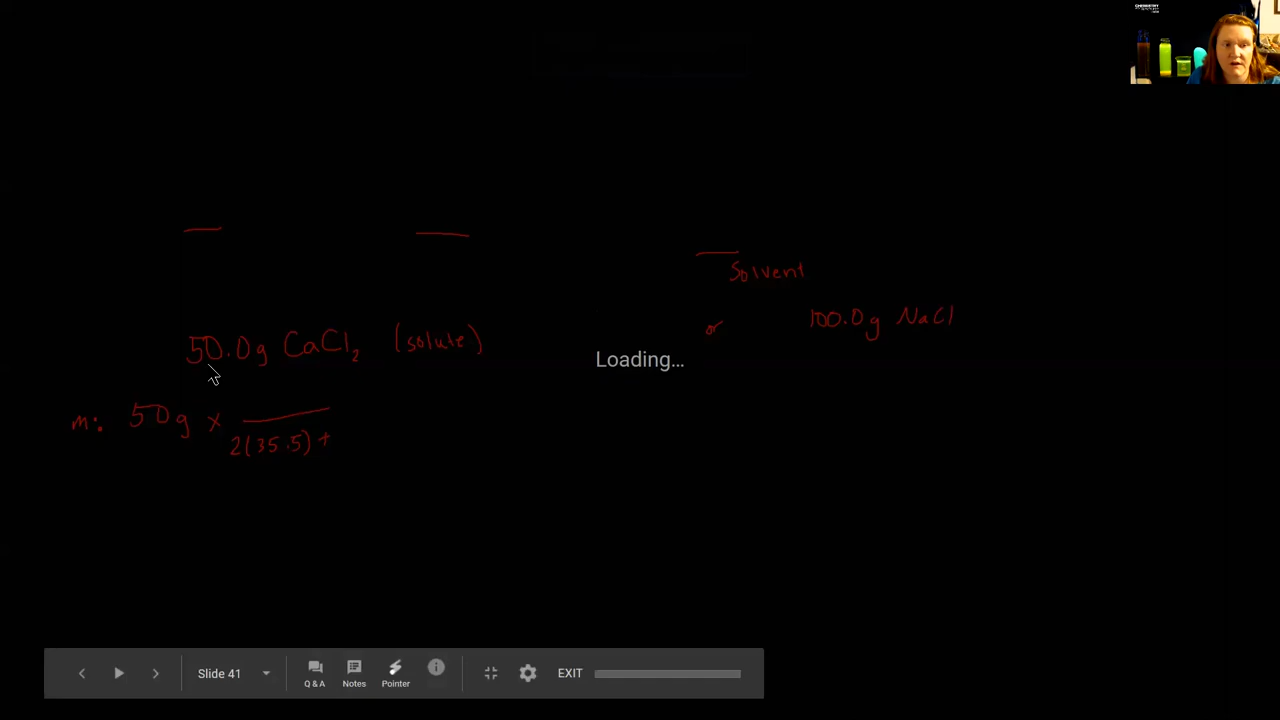 CHEMISTRY
Solvent
or 100.0g NaCl
50.0g CaCl₂ (solute)
Loading...
m: 50g x
2(35.5) +
Slide 41
Q & A
Notes
Pointer
EXIT